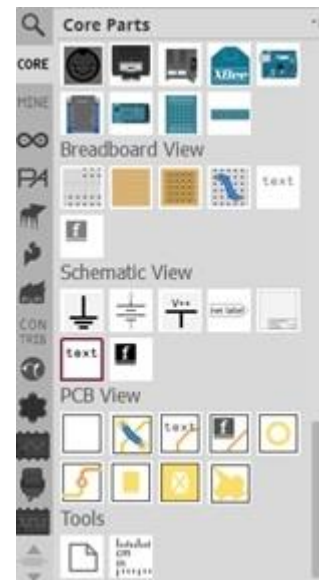 Core Parts
CORE
XBee
MINE
Breadboard View
PA
text
Schematic View
V++
net label
CON
TRIB
text
PCB View
text
Tools